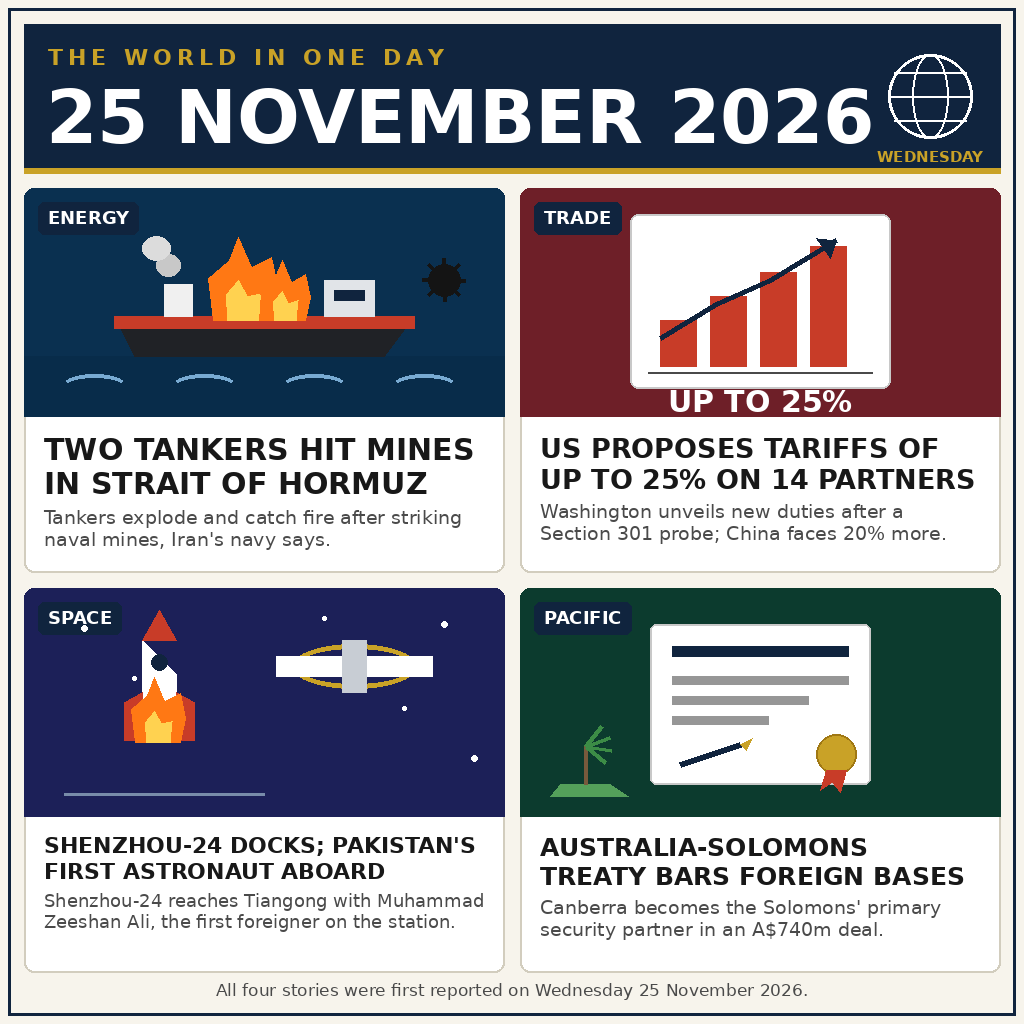 THE WORLD IN ONE DAY
25 NOVEMBER 2026
WEDNESDAY
ENERGY
TWO TANKERS HIT MINES
IN STRAIT OF HORMUZ
Tankers explode and catch fire after striking
naval mines, Iran's navy says.
TRADE
UP TO 25%
US PROPOSES TARIFFS OF
UP TO 25% ON 14 PARTNERS
Washington unveils new duties after a
Section 301 probe; China faces 20% more.
SPACE
SHENZHOU-24 DOCKS; PAKISTAN'S
FIRST ASTRONAUT ABOARD
Shenzhou-24 reaches Tiangong with Muhammad
Zeeshan Ali, the first foreigner on the station.
PACIFIC
AUSTRALIA-SOLOMONS
TREATY BARS FOREIGN BASES
Canberra becomes the Solomons' primary
security partner in an A$740m deal.
All four stories were first reported on Wednesday 25 November 2026.